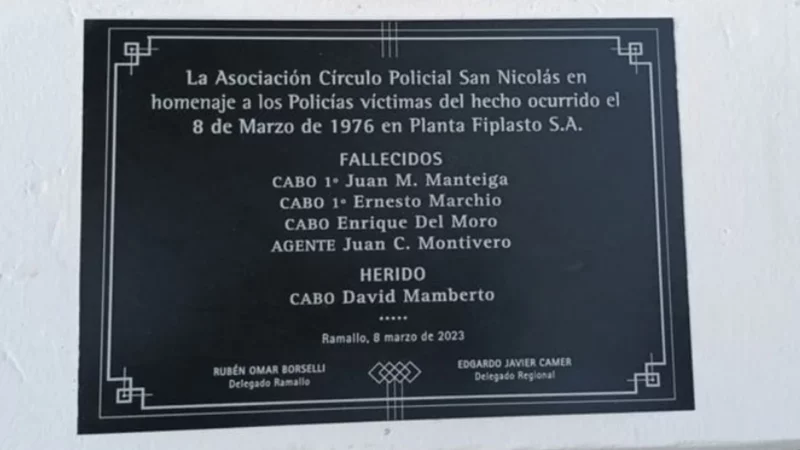 La Asociación Círculo Policial San Nicolás en
homenaje a los Policías víctimas del hecho ocurrido el
8 de Marzo de 1976 en Planta Fiplasto S.A.
FALLECIDOS
CABO 1º Juan M. Manteiga
CABO 1º Ernesto Marchio
CABO Enrique Del Moro
AGENTE Juan C. Montivero
HERIDO
CABO David Mamberto
Ramallo, 8 marzo de 2023
RUBÉN OMAR BORSELLI
Delegado Ramallo
EDGARDO JAVIER CAMER
Delegado Regional